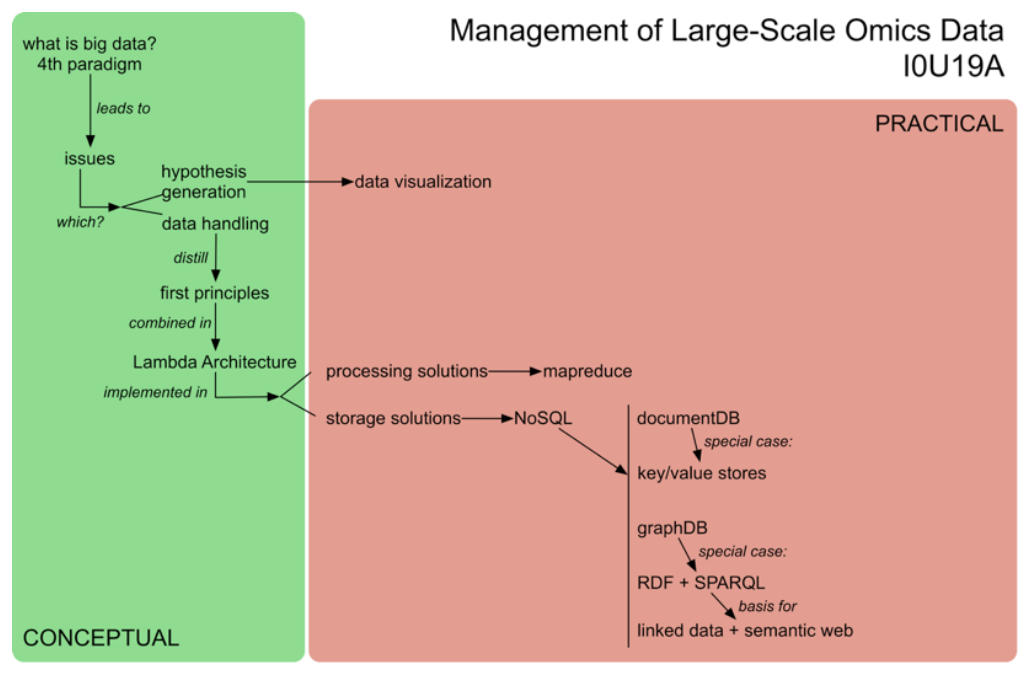 Management of Large-Scale Omics Data
I0U19A
what is big data?
4th paradigm
leads to
issues
which?
hypothesis
generation
data handling
distill
first principles
combined in
Lambda Architecture
implemented in
CONCEPTUAL
PRACTICAL
data visualization
processing solutions
mapreduce
storage solutions
NoSQL
documentDB
special case:
key/value stores
graphDB
special case:
RDF + SPARQL
basis for
linked data + semantic web